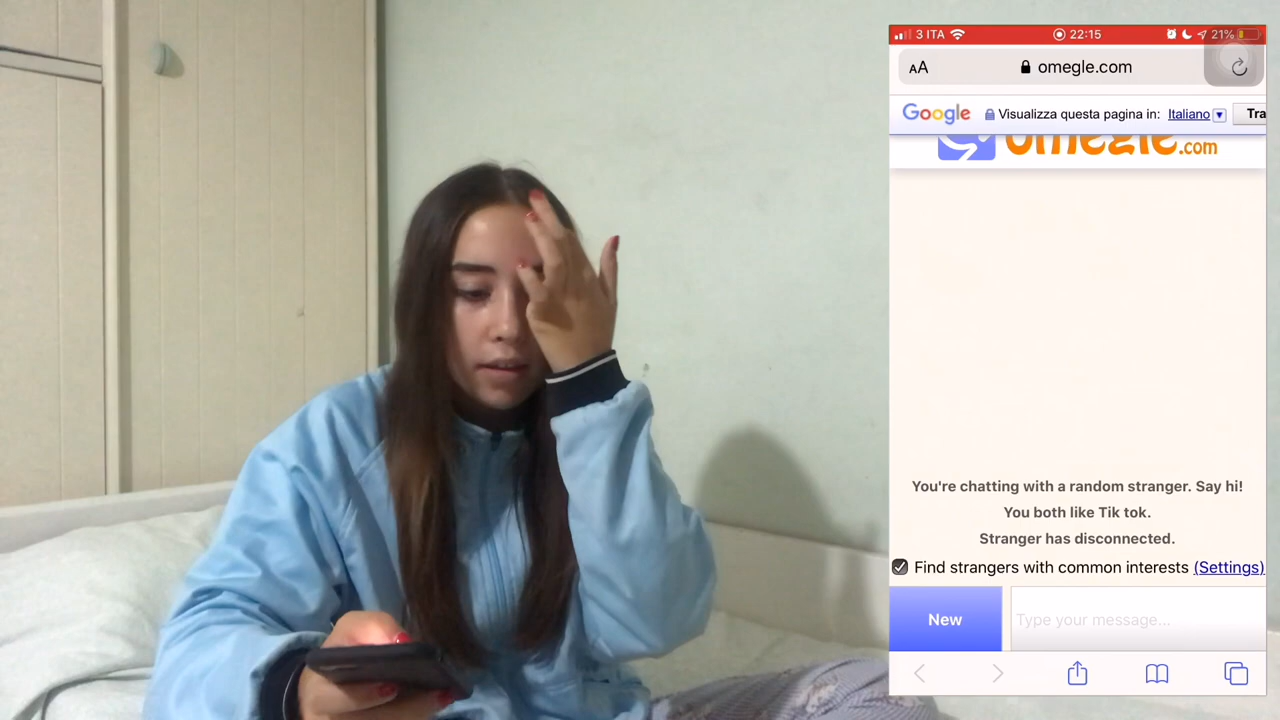 3 ITA 22:15 21%
AA omegle.com
Google Visualizza questa pagina in: Italiano Tra
omegle.com
You're chatting with a random stranger. Say hi!
You both like Tik tok.
Stranger has disconnected.
Find strangers with common interests (Settings)
New Type your message...